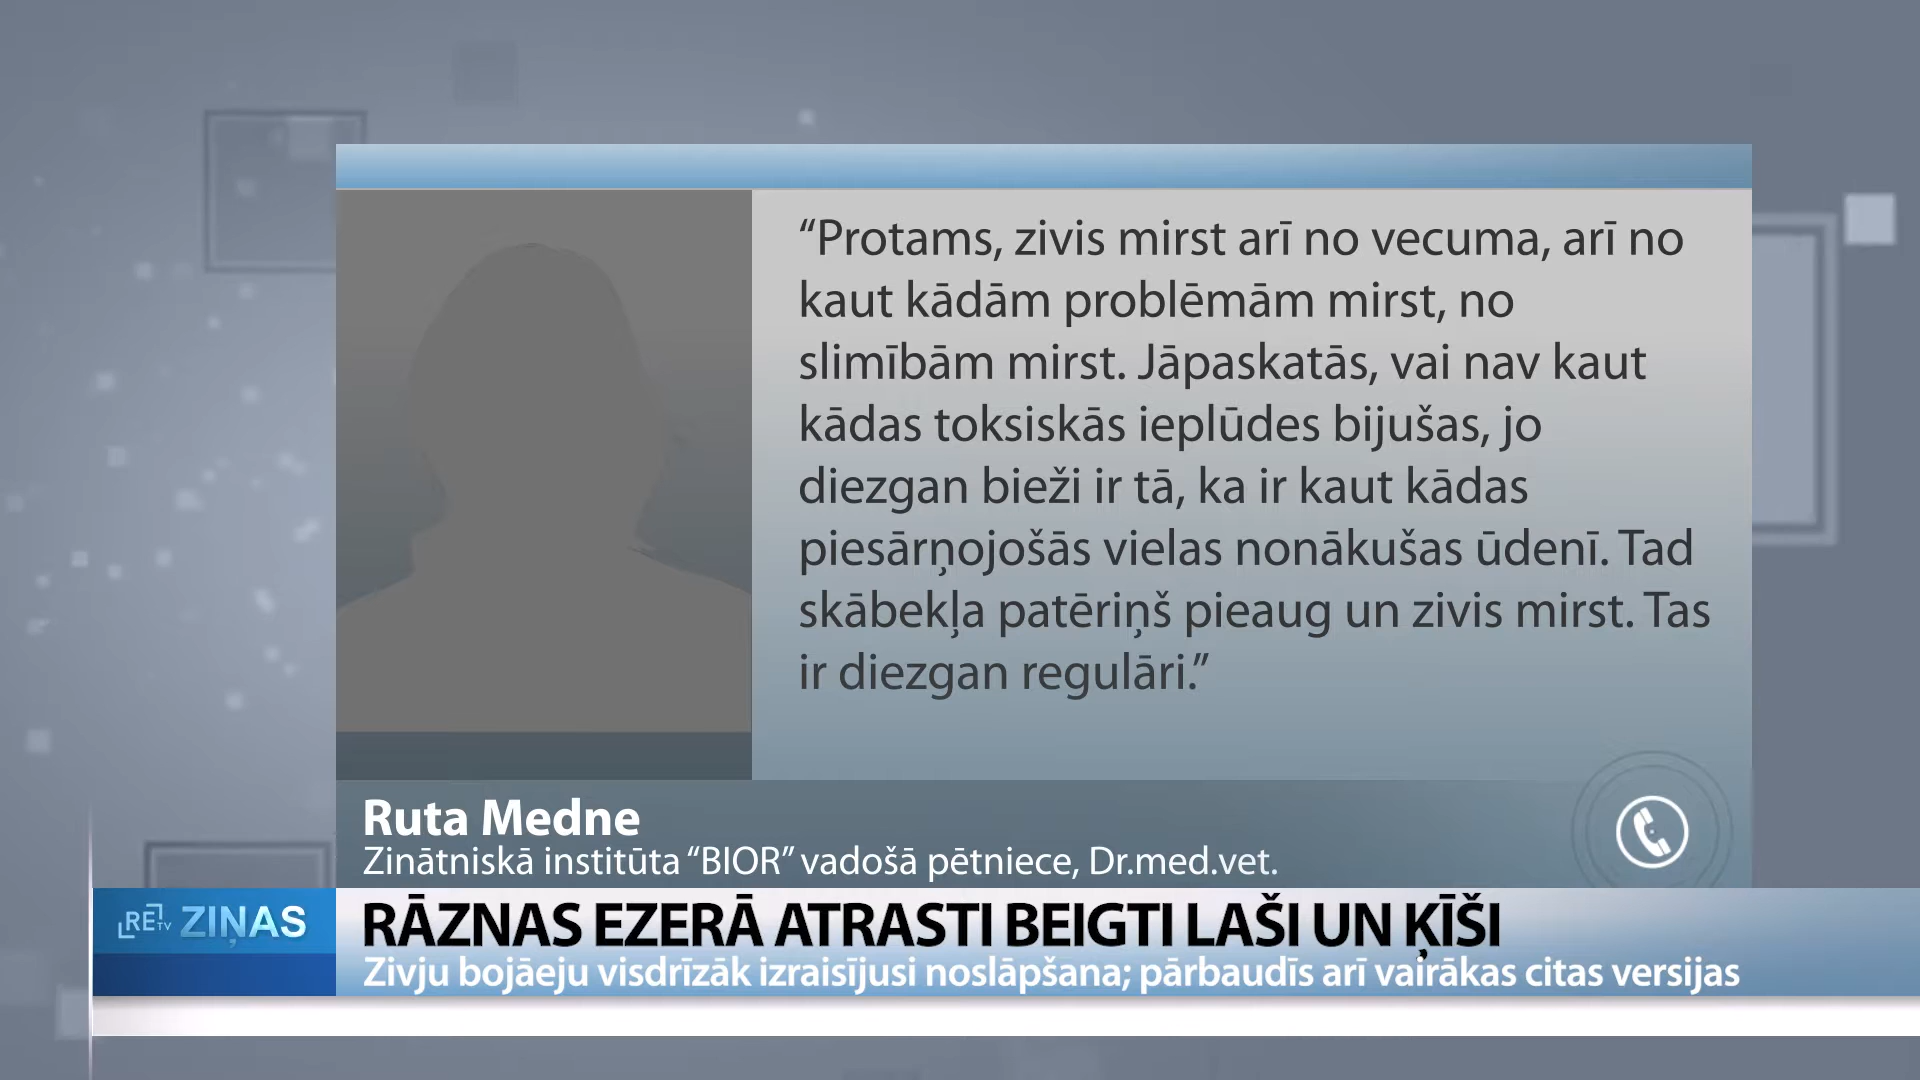 “Protams, zivis mirst arī no vecuma, arī no
kaut kādām problēmām mirst, no
slimībām mirst. Jāpaskatās, vai nav kaut
kādas toksiskās ieplūdes bijušas, jo
diezgan bieži ir tā, ka ir kaut kādas
piesārņojošās vielas nonākušas ūdenī. Tad
skābekļa patēriņš pieaug un zivis mirst. Tas
ir diezgan regulāri.”
Ruta Medne
Zinātniskā institūta “BIOR” vadošā pētniece, Dr.med.vet.
RE TV ZIŅAS
RĀZNAS EZERĀ ATRASTI BEIGTI LAŠI UN ĶĪŠI
Zivju bojāeju visdrīzāk izraisījusi noslāpšana; pārbaudīs arī vairākas citas versijas